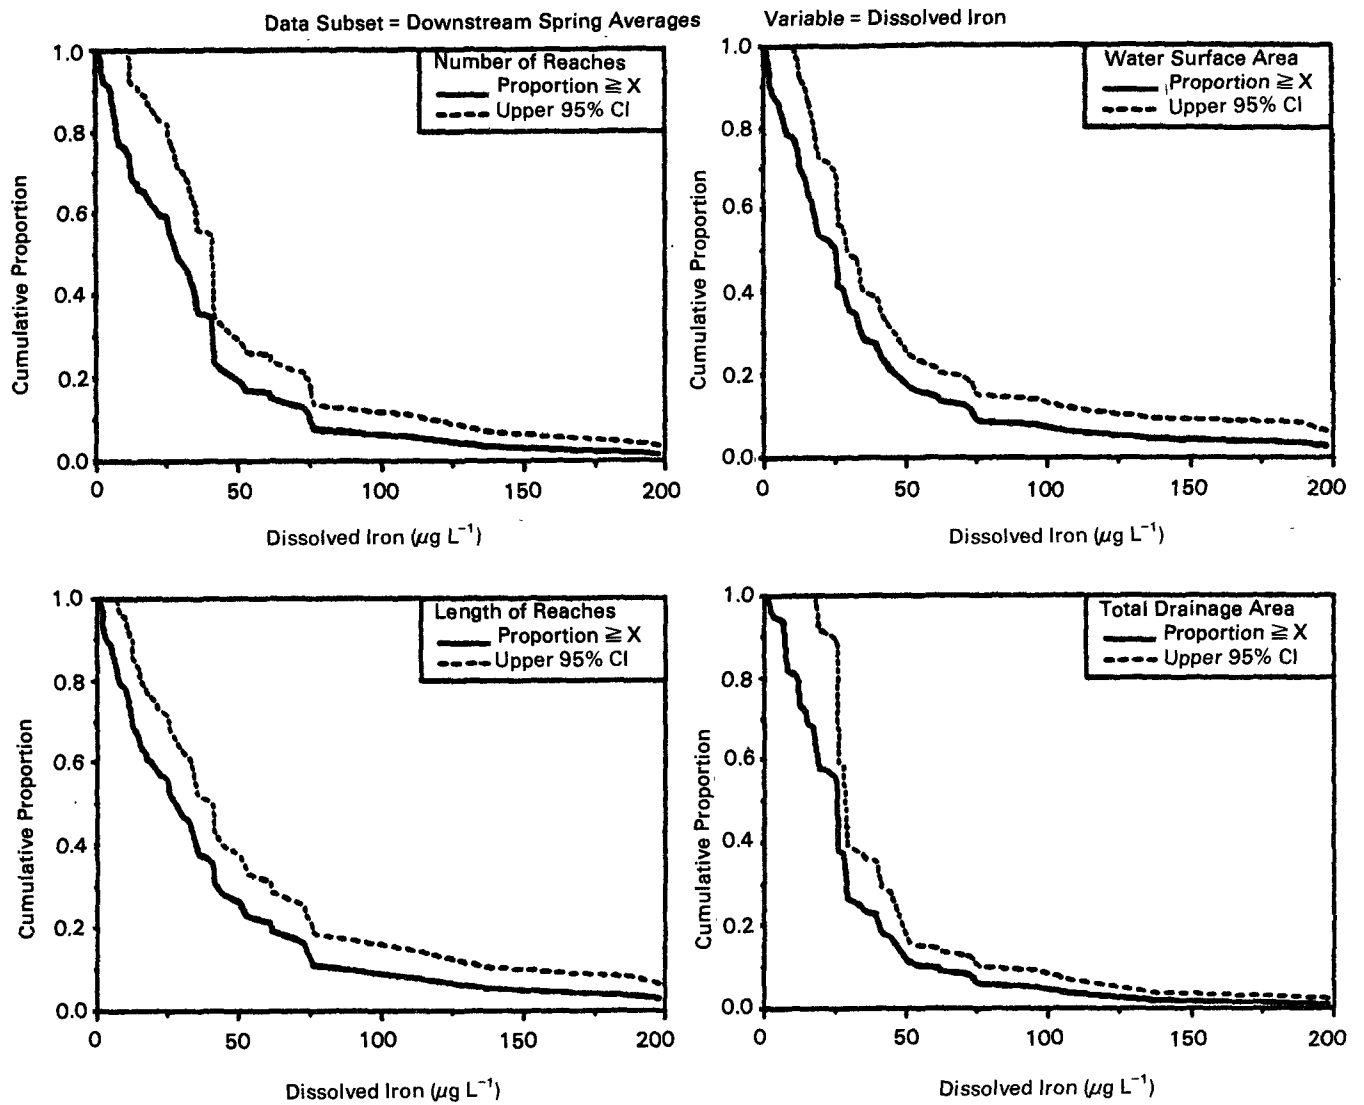 Data Subset = Downstream Spring Averages Variable = Dissolved Iron
Number of Reaches
Proportion ≧ X
Upper 95% CI
Cumulative Proportion
1.0
0.8
0.6
0.4
0.2
0.0
0 50 100 150 200
Dissolved Iron (µg L⁻¹)
Water Surface Area
Proportion ≧ X
Upper 95% CI
Cumulative Proportion
1.0
0.8
0.6
0.4
0.2
0.0
0 50 100 150 200
Dissolved Iron (µg L⁻¹)
Length of Reaches
Proportion ≧ X
Upper 95% CI
Cumulative Proportion
1.0
0.8
0.6
0.4
0.2
0.0
0 50 100 150 200
Dissolved Iron (µg L⁻¹)
Total Drainage Area
Proportion ≧ X
Upper 95% CI
Cumulative Proportion
1.0
0.8
0.6
0.4
0.2
0.0
0 50 100 150 200
Dissolved Iron (µg L⁻¹)